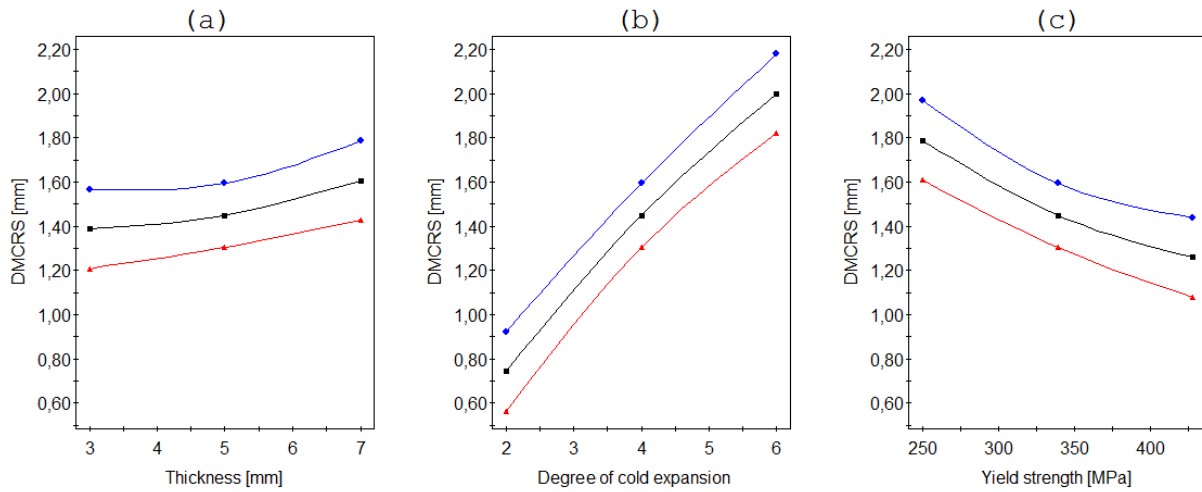 (a)
DMCRS [mm]
2,20
2,00
1,80
1,60
1,40
1,20
1,00
0,80
0,60
3 4 5 6 7
Thickness [mm]
(b)
DMCRS [mm]
2,20
2,00
1,80
1,60
1,40
1,20
1,00
0,80
0,60
2 3 4 5 6
Degree of cold expansion
(c)
DMCRS [mm]
2,20
2,00
1,80
1,60
1,40
1,20
1,00
0,80
0,60
250 300 350 400
Yield strength [MPa]